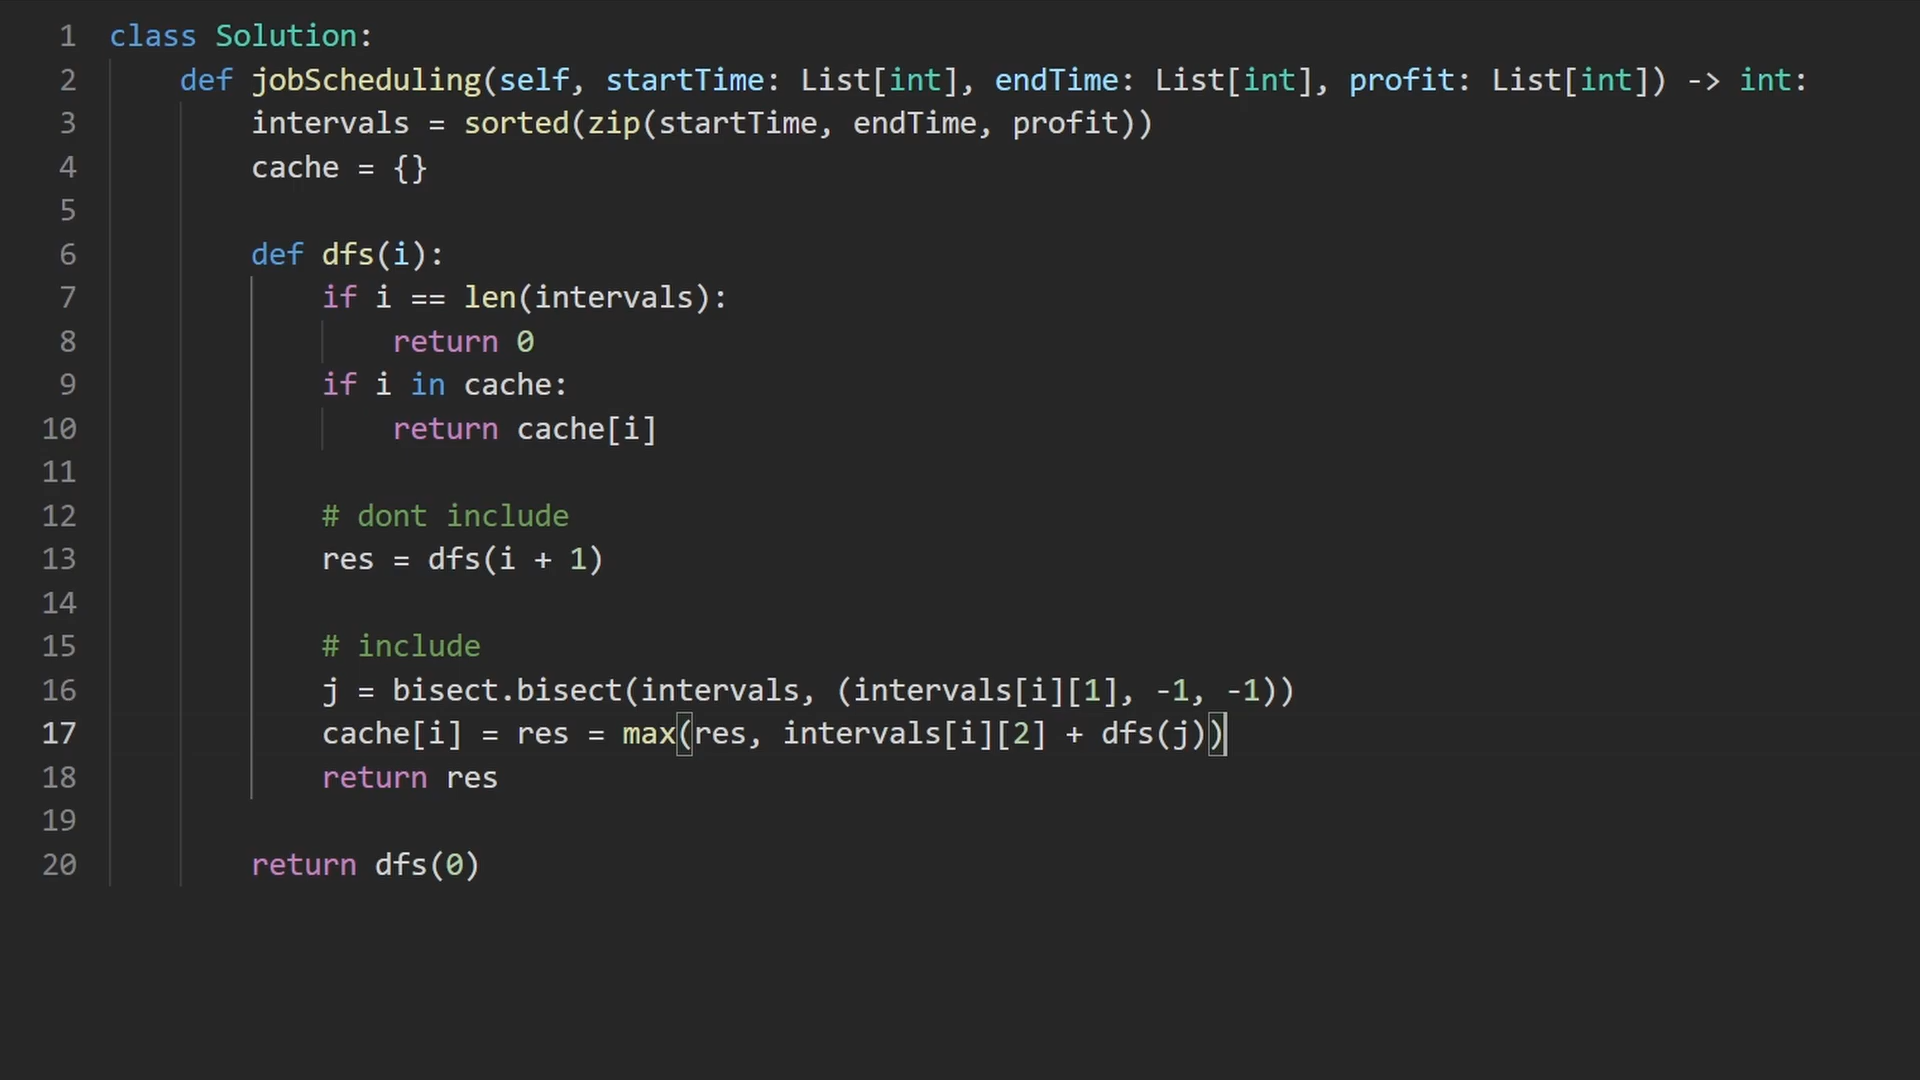 1 class Solution:
2 def jobScheduling(self, startTime: List[int], endTime: List[int], profit: List[int]) -> int:
3 intervals = sorted(zip(startTime, endTime, profit))
4 cache = {}
5
6 def dfs(i):
7 if i == len(intervals):
8 return 0
9 if i in cache:
10 return cache[i]
11
12 # dont include
13 res = dfs(i + 1)
14
15 # include
16 j = bisect.bisect(intervals, (intervals[i][1], -1, -1))
17 cache[i] = res = max(res, intervals[i][2] + dfs(j))
18 return res
19
20 return dfs(0)